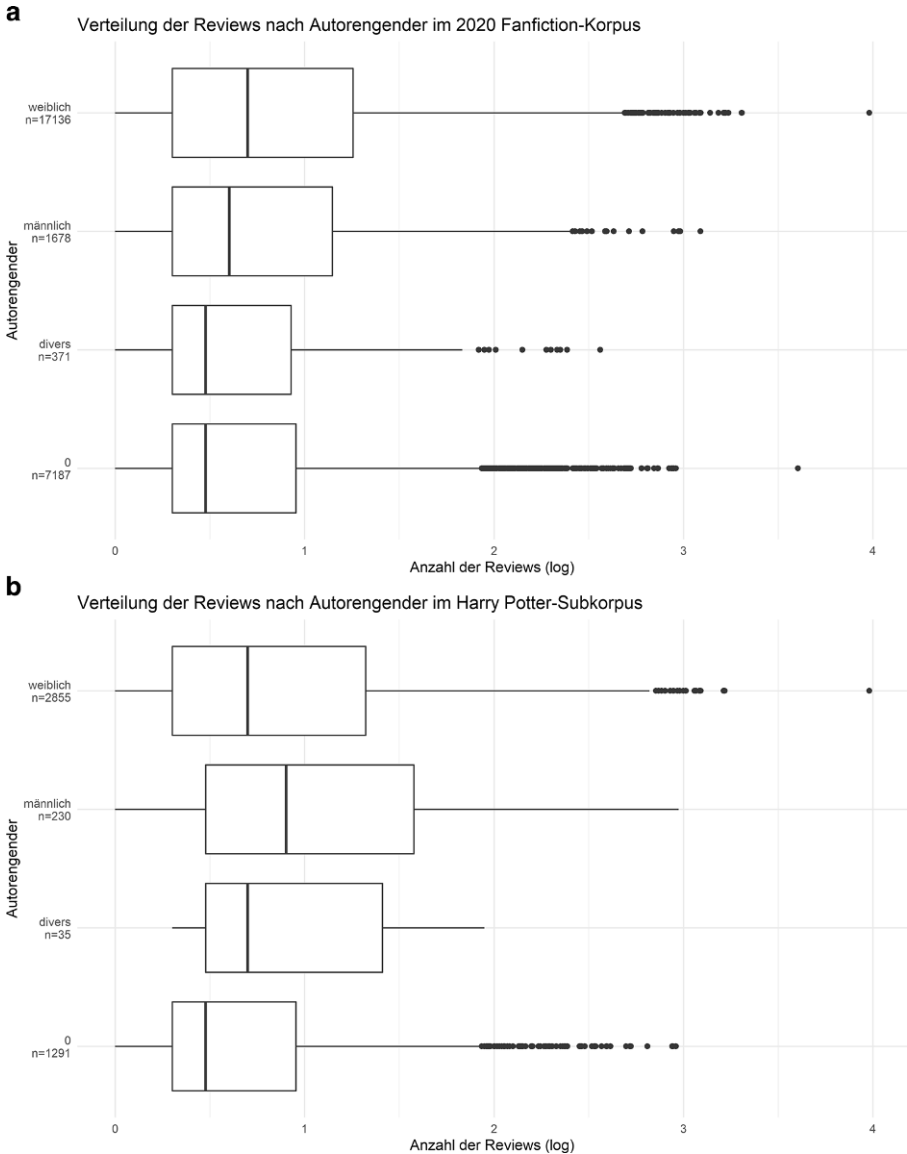 a
Verteilung der Reviews nach Autorengender im 2020 Fanfiction-Korpus
weiblich
n=17136
männlich
n=1678
divers
n=371
0
n=7187
Autorengender
0 1 2 3 4
Anzahl der Reviews (log)
b
Verteilung der Reviews nach Autorengender im Harry Potter-Subkorpus
weiblich
n=2855
männlich
n=230
divers
n=35
0
n=1291
Autorengender
0 1 2 3 4
Anzahl der Reviews (log)